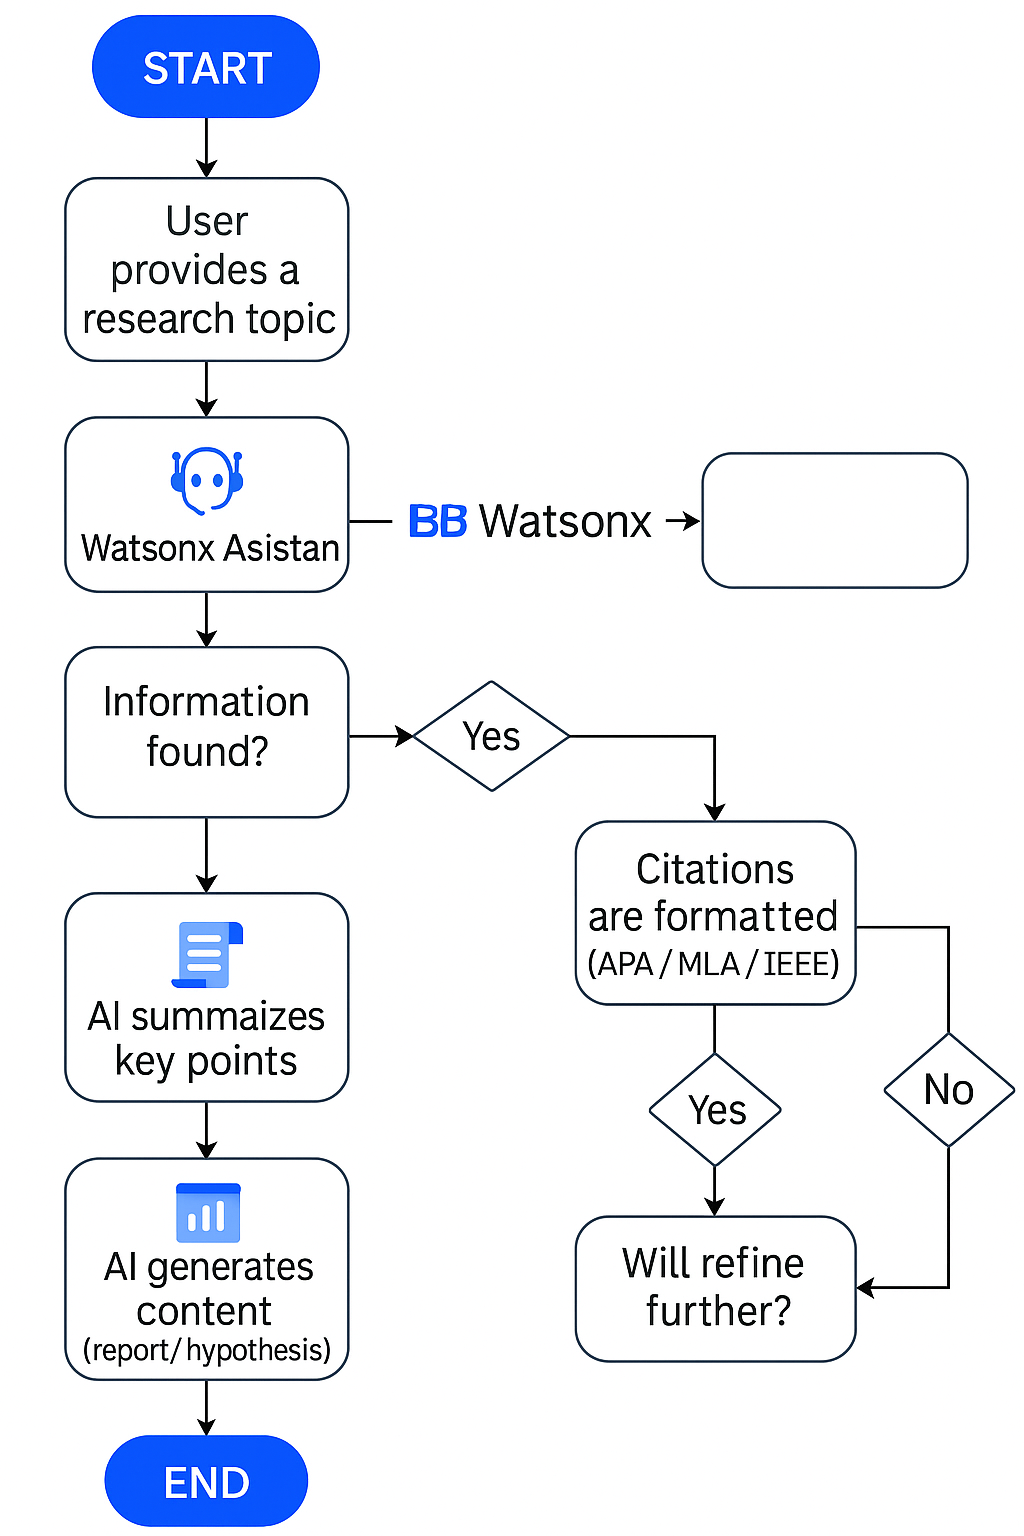 START
User
provides a
research topic
Watsonx Asistan
BB Watsonx
Information
found?
Yes
Citations
are formatted
(APA / MLA / IEEE)
AI summaizes
key points
Yes
No
AI generates
content
(report/hypothesis)
Will refine
further?
END